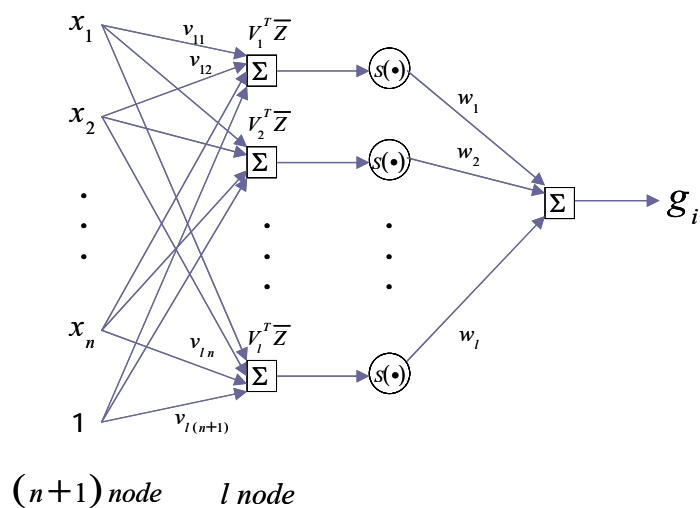 x₁ v₁₁ V₁ᵀZ̅
v₁₂ Σ s(•)
w₁
x₂ V₂ᵀZ̅
Σ s(•) w₂
Σ gᵢ
xₙ VₗᵀZ̅
vₗₙ wₗ
Σ s(•)
1 vₗ₍ₙ₊₁₎
(n+1) node l node